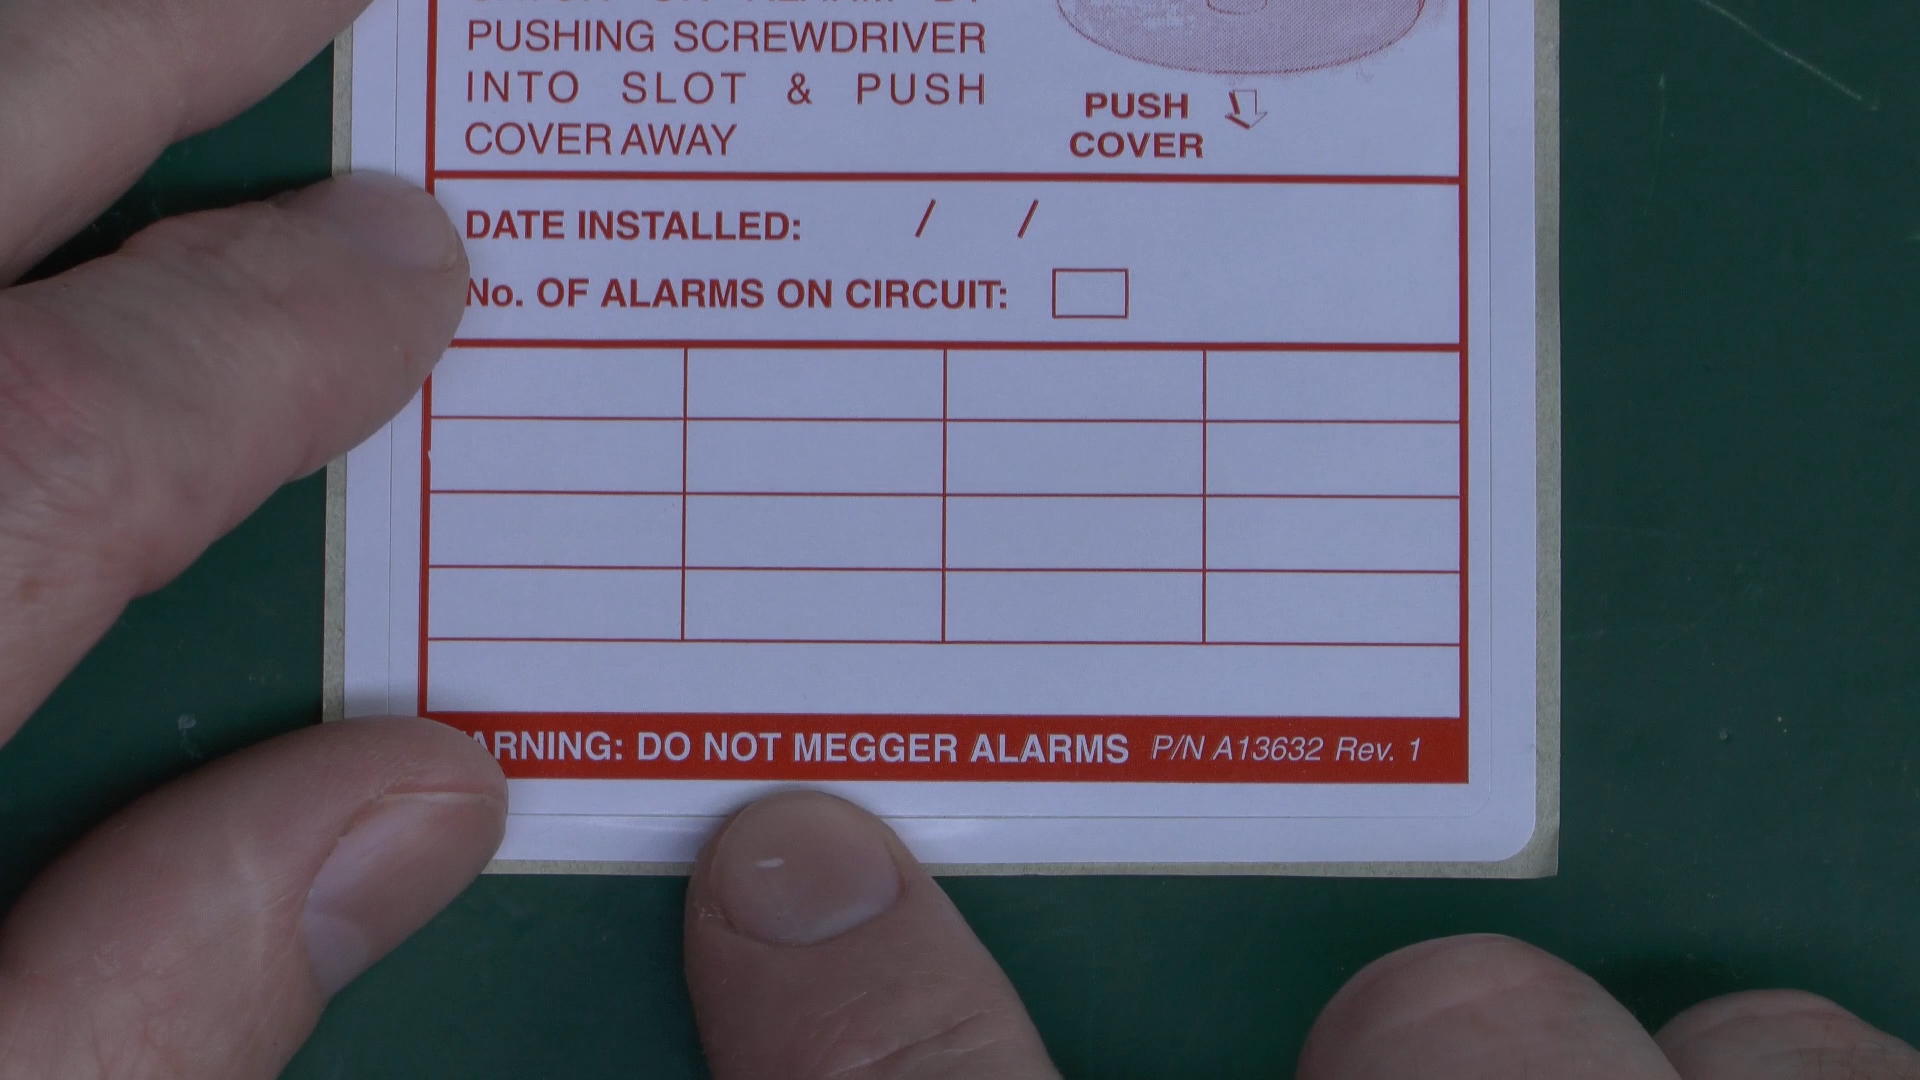 PUSHING SCREWDRIVER
INTO SLOT & PUSH
COVER AWAY
PUSH
COVER
DATE INSTALLED: / /
No. OF ALARMS ON CIRCUIT:
ARNING: DO NOT MEGGER ALARMS P/N A13632 Rev. 1